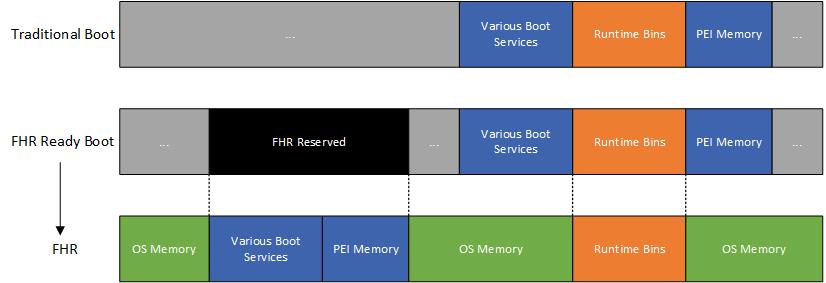 Traditional Boot
...
Various Boot
Services
Runtime Bins
PEI Memory
...
FHR Ready Boot
...
FHR Reserved
...
Various Boot
Services
Runtime Bins
PEI Memory
...
FHR
OS Memory
Various Boot
Services
PEI Memory
OS Memory
Runtime Bins
OS Memory